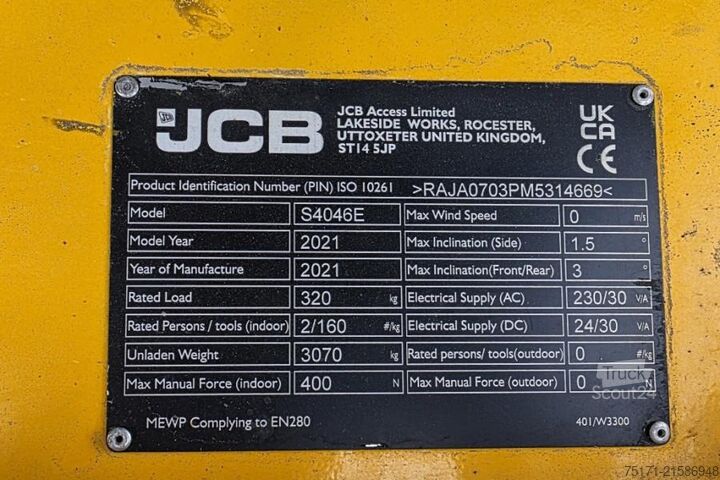 JCB
JCB Access Limited
LAKESIDE WORKS, ROCESTER,
UTTOXETER UNITED KINGDOM,
ST14 5JP
UK
CA
CE
Product Identification Number (PIN) ISO 10261 >RAJA0703PM5314669<
Model S4046E Max Wind Speed 0 m/s
Model Year 2021 Max Inclination (Side) 1.5 °
Year of Manufacture 2021 Max Inclination(Front/Rear) 3 °
Rated Load 320 kg Electrical Supply (AC) 230/30 V/A
Rated Persons / tools (indoor) 2/160 #/kg Electrical Supply (DC) 24/30 V/A
Unladen Weight 3070 kg Rated persons/ tools(outdoor) 0 #/kg
Max Manual Force (indoor) 400 N Max Manual Force (outdoor) 0 N
MEWP Complying to EN280 401/W3300
Truck
Scout24
75171-21586948